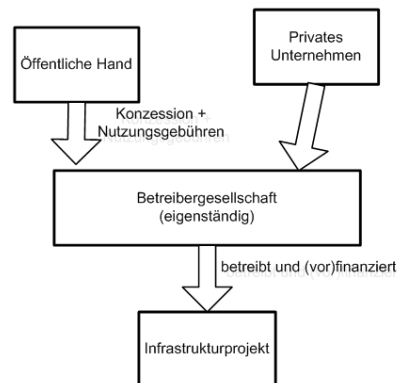 Öffentliche Hand
Privates
Unternehmen
Konzession +
Nutzungsgebühren
Betreibergesellschaft
(eigenständig)
betreibt und (vor)finanziert
Infrastrukturprojekt